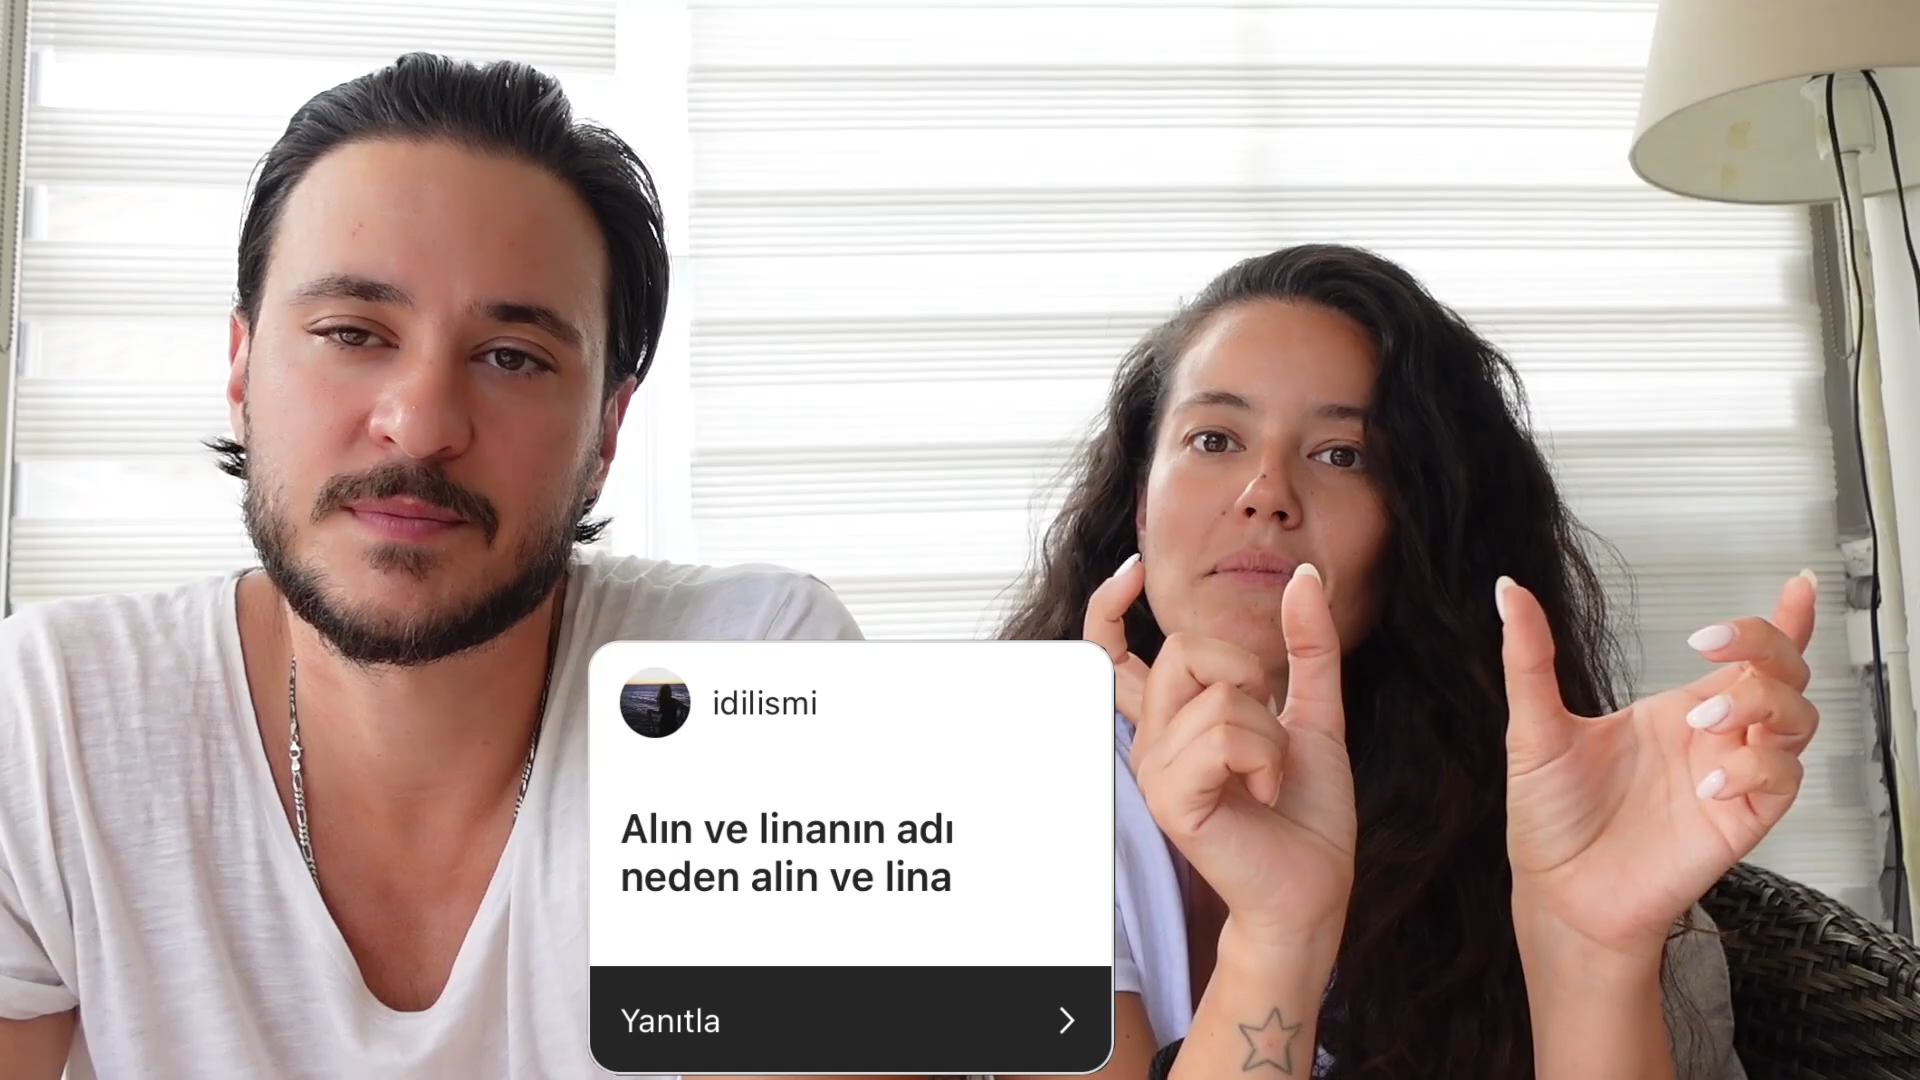 idilismi
Alın ve linanın adı
neden alin ve lina
Yanıtla